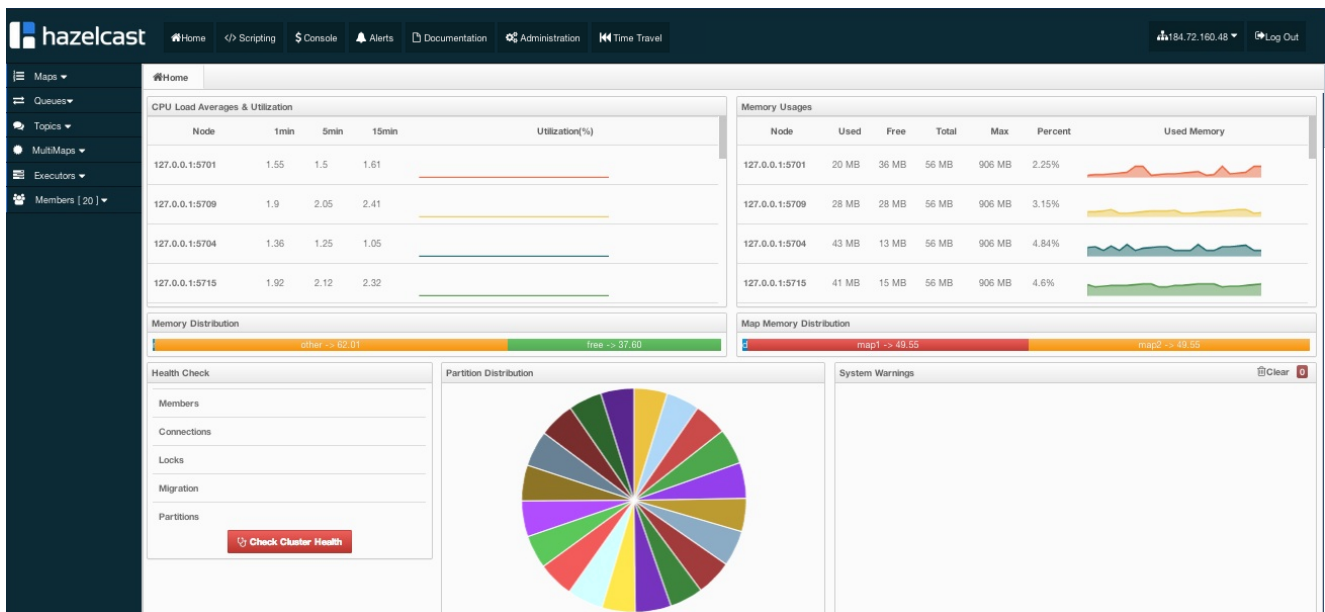 hazelcast Home </> Scripting $ Console Alerts Documentation Administration Time Travel 184.72.160.48 Log Out
Maps
Queues
Topics
MultiMaps
Executors
Members [ 20 ]
Home
CPU Load Averages & Utilization
Node 1min 5min 15min Utilization(%)
127.0.0.1:5701 1.55 1.5 1.61
127.0.0.1:5709 1.9 2.05 2.41
127.0.0.1:5704 1.36 1.25 1.05
127.0.0.1:5715 1.92 2.12 2.32
Memory Usages
Node Used Free Total Max Percent Used Memory
127.0.0.1:5701 20 MB 36 MB 56 MB 906 MB 2.25%
127.0.0.1:5709 28 MB 28 MB 56 MB 906 MB 3.15%
127.0.0.1:5704 43 MB 13 MB 56 MB 906 MB 4.84%
127.0.0.1:5715 41 MB 15 MB 56 MB 906 MB 4.6%
Memory Distribution
other -> 62.01 free -> 37.60
Map Memory Distribution
d map1 -> 49.55 map2 -> 49.55
Health Check
Members
Connections
Locks
Migration
Partitions
Check Cluster Health
Partition Distribution
System Warnings Clear 0